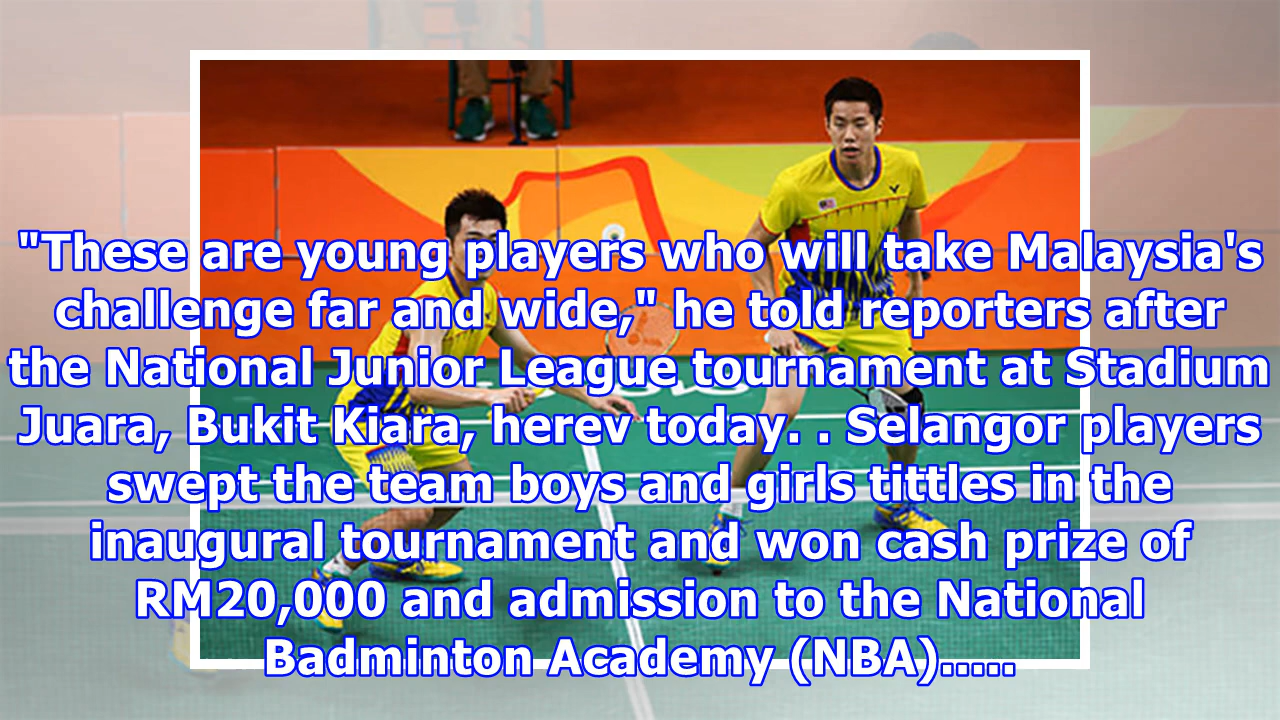 "These are young players who will take Malaysia's
challenge far and wide," he told reporters after
the National Junior League tournament at Stadium
Juara, Bukit Kiara, herev today. . Selangor players
swept the team boys and girls tittles in the
inaugural tournament and won cash prize of
RM20,000 and admission to the National
Badminton Academy (NBA).....